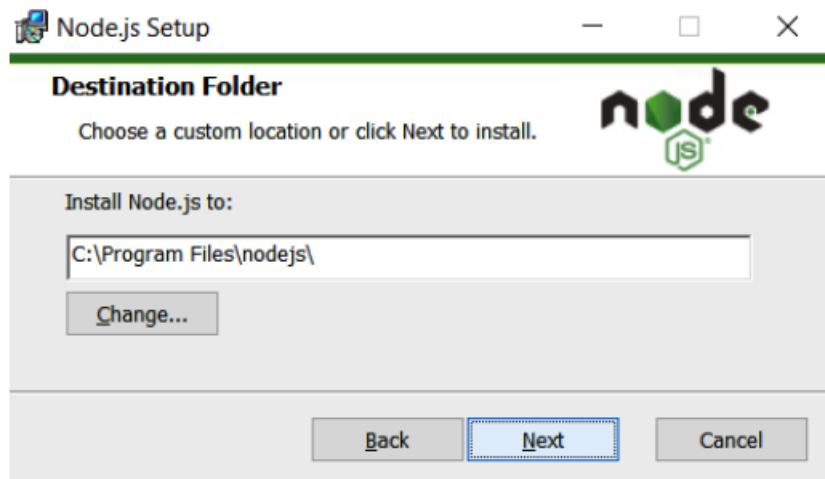 Node.js Setup
Destination Folder
Choose a custom location or click Next to install.
node
JS
Install Node.js to:
C:\Program Files\nodejs\
Change...
Back Next Cancel